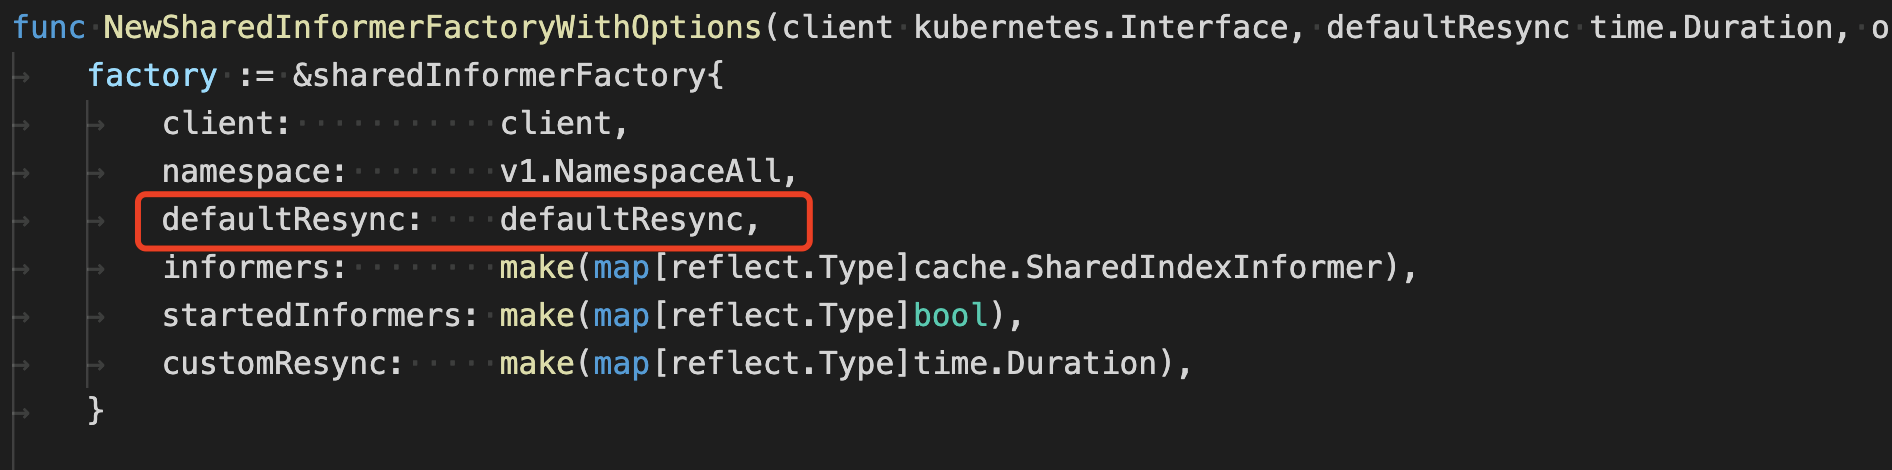 func NewSharedInformerFactoryWithOptions(client kubernetes.Interface, defaultResync time.Duration, o
factory := &sharedInformerFactory{
client: client,
namespace: v1.NamespaceAll,
defaultResync: defaultResync,
informers: make(map[reflect.Type]cache.SharedIndexInformer),
startedInformers: make(map[reflect.Type]bool),
customResync: make(map[reflect.Type]time.Duration),
}